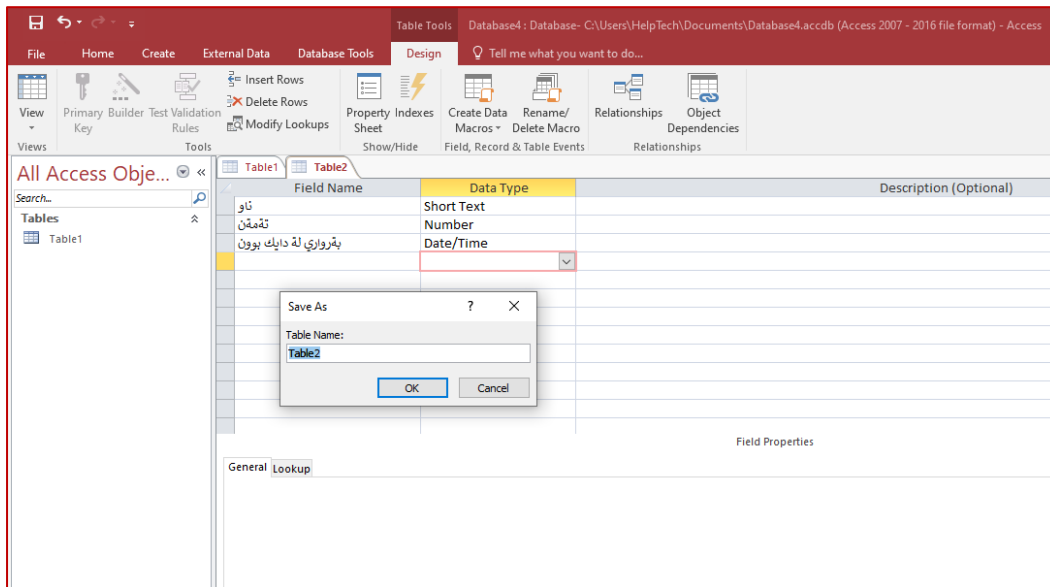 Table Tools Database4 : Database- C:\Users\HelpTech\Documents\Database4.accdb (Access 2007 - 2016 file format) - Access
File Home Create External Data Database Tools Design Tell me what you want to do...
View Primary Key Builder Test Validation Rules Insert Rows Delete Rows Modify Lookups Property Sheet Indexes Create Data Macros Rename/ Delete Macro Relationships Object Dependencies
Views Tools Show/Hide Field, Record & Table Events Relationships
All Access Obje...
Search...
Tables
Table1
Table1 Table2
Field Name Data Type Description (Optional)
ناو Short Text
تةمةن Number
بةرواري لة دايك بوون Date/Time
Save As ?
Table Name:
Table2
OK Cancel
Field Properties
General Lookup